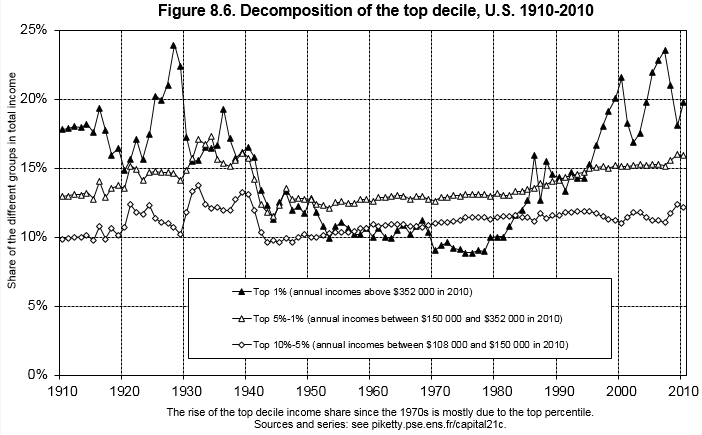 Figure 8.6. Decomposition of the top decile, U.S. 1910-2010
25%
20%
15%
10%
5%
0%
Share of the different groups in total income
Top 1% (annual incomes above $352 000 in 2010)
Top 5%-1% (annual incomes between $150 000 and $352 000 in 2010)
Top 10%-5% (annual incomes between $108 000 and $150 000 in 2010)
1910 1920 1930 1940 1950 1960 1970 1980 1990 2000 2010
The rise of the top decile income share since the 1970s is mostly due to the top percentile.
Sources and series: see piketty.pse.ens.fr/capital21c.